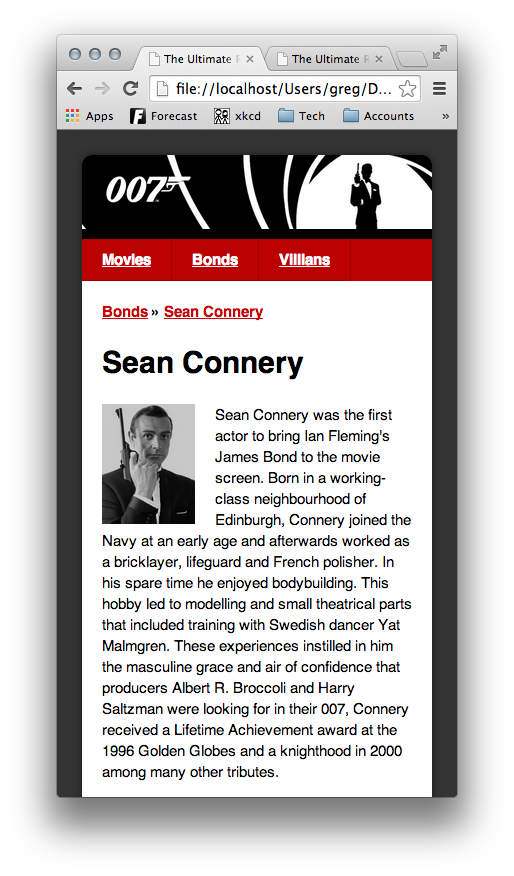 The Ultimate R
The Ultimate R
file://localhost/Users/greg/D...
Apps Forecast xkcd Tech Accounts »
007
Movies Bonds Villians
Bonds » Sean Connery
Sean Connery
Sean Connery was the first
actor to bring Ian Fleming's
James Bond to the movie
screen. Born in a working-
class neighbourhood of
Edinburgh, Connery joined the
Navy at an early age and afterwards worked as
a bricklayer, lifeguard and French polisher. In
his spare time he enjoyed bodybuilding. This
hobby led to modelling and small theatrical parts
that included training with Swedish dancer Yat
Malmgren. These experiences instilled in him
the masculine grace and air of confidence that
producers Albert R. Broccoli and Harry
Saltzman were looking for in their 007, Connery
received a Lifetime Achievement award at the
1996 Golden Globes and a knighthood in 2000
among many other tributes.